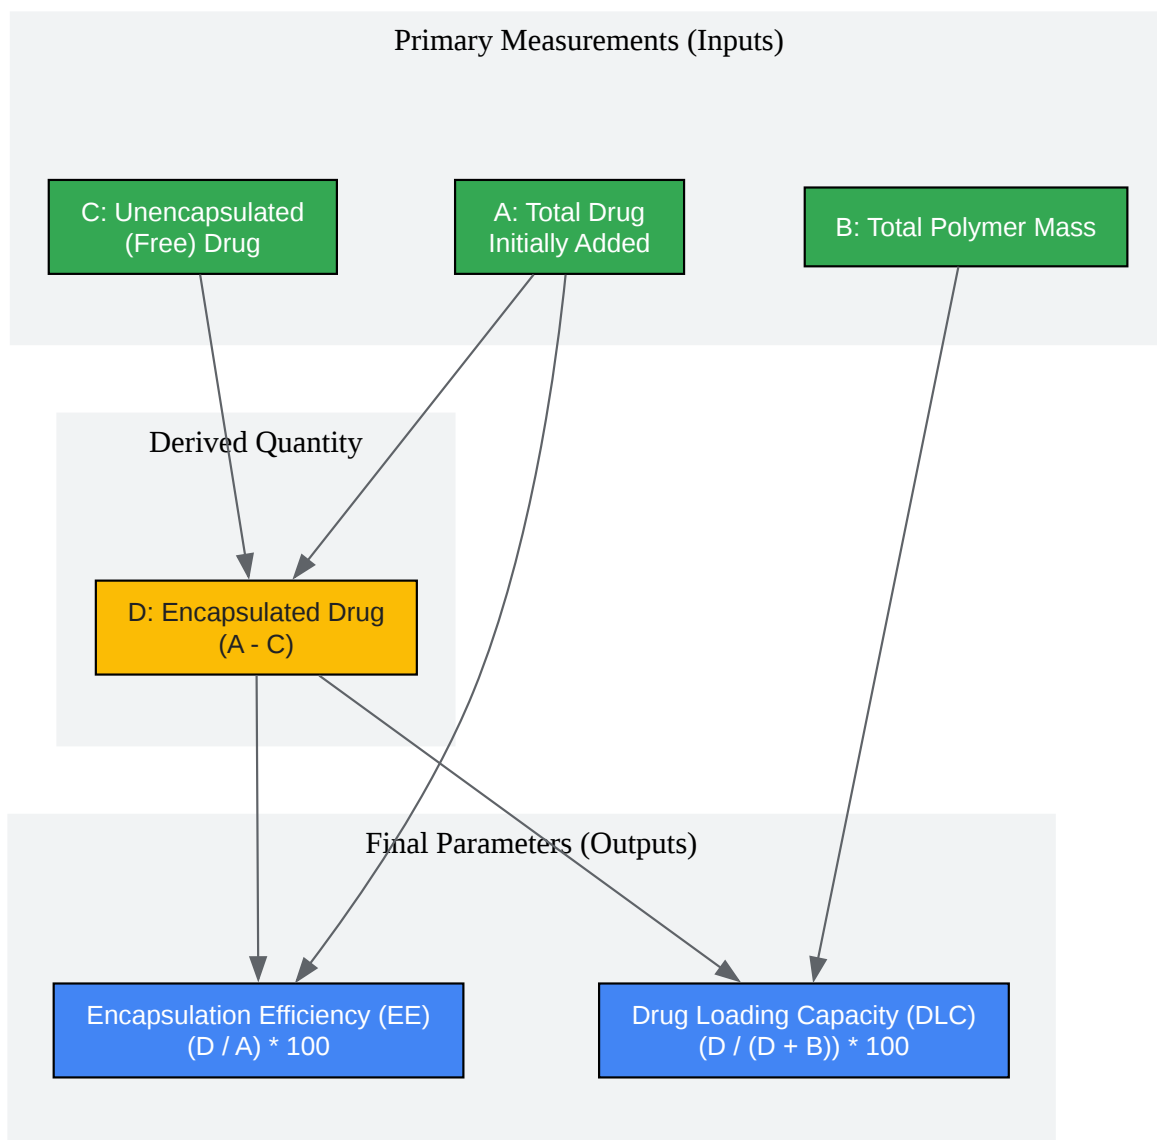 Primary Measurements (Inputs)
C: Unencapsulated
(Free) Drug
A: Total Drug
Initially Added
B: Total Polymer Mass
Derived Quantity
D: Encapsulated Drug
(A - C)
Final Parameters (Outputs)
Encapsulation Efficiency (EE)
(D / A) * 100
Drug Loading Capacity (DLC)
(D / (D + B)) * 100